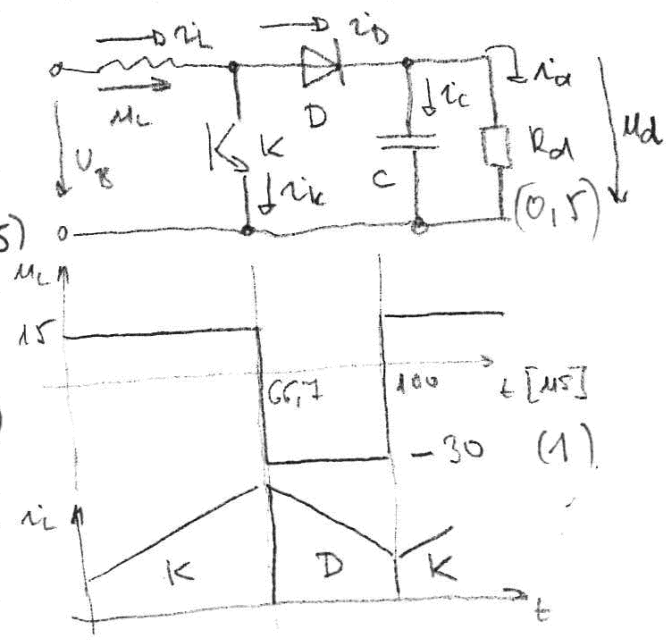 iL iD
uL D iC id
UB K iK C Rd ud
(0,5)
5)
uL
15
66,7 100 t [µs]
-30 (1)
)
iL
K D K
t